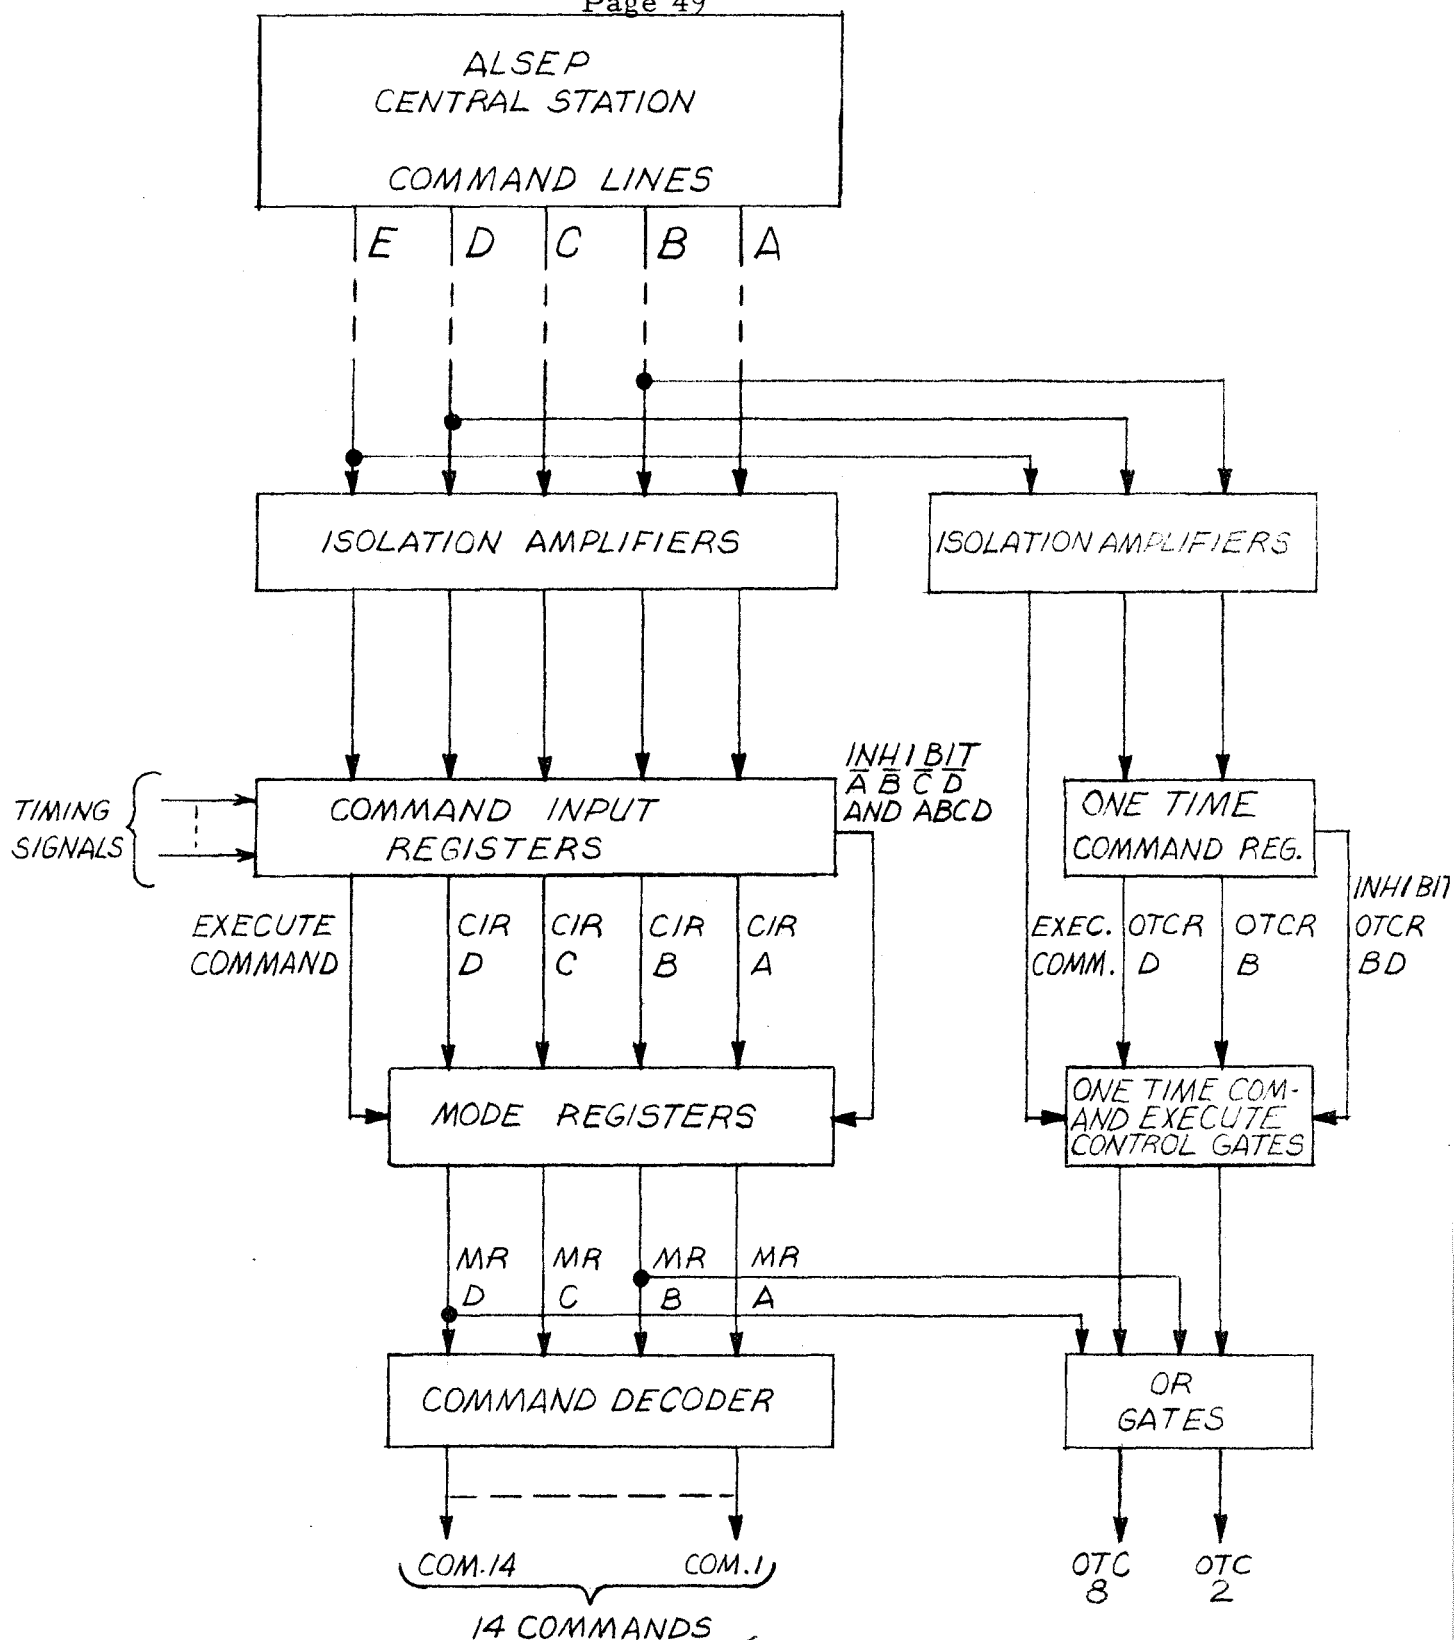 Page 49
ALSEP
CENTRAL STATION
COMMAND LINES
E D C B A
ISOLATION AMPLIFIERS
ISOLATION AMPLIFIERS
TIMING
SIGNALS
COMMAND INPUT
REGISTERS
INHIBIT
A̅ B̅ C̅ D̅
AND ABCD
ONE TIME
COMMAND REG.
EXECUTE
COMMAND
CIR
D
CIR
C
CIR
B
CIR
A
EXEC.
COMM.
OTCR
D
OTCR
B
INHIBIT
OTCR
BD
MODE REGISTERS
ONE TIME COM-
AND EXECUTE
CONTROL GATES
MR
D
MR
C
MR
B
MR
A
COMMAND DECODER
OR
GATES
COM.14
COM.1
14 COMMANDS
OTC
8
OTC
2